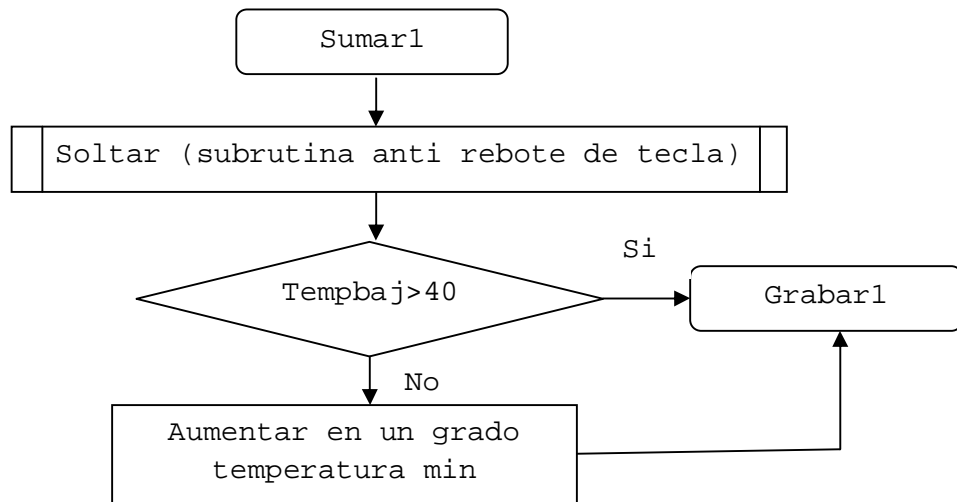 Sumar1
Soltar (subrutina anti rebote de tecla)
Si
Tempbaj>40
Grabar1
No
Aumentar en un grado
temperatura min